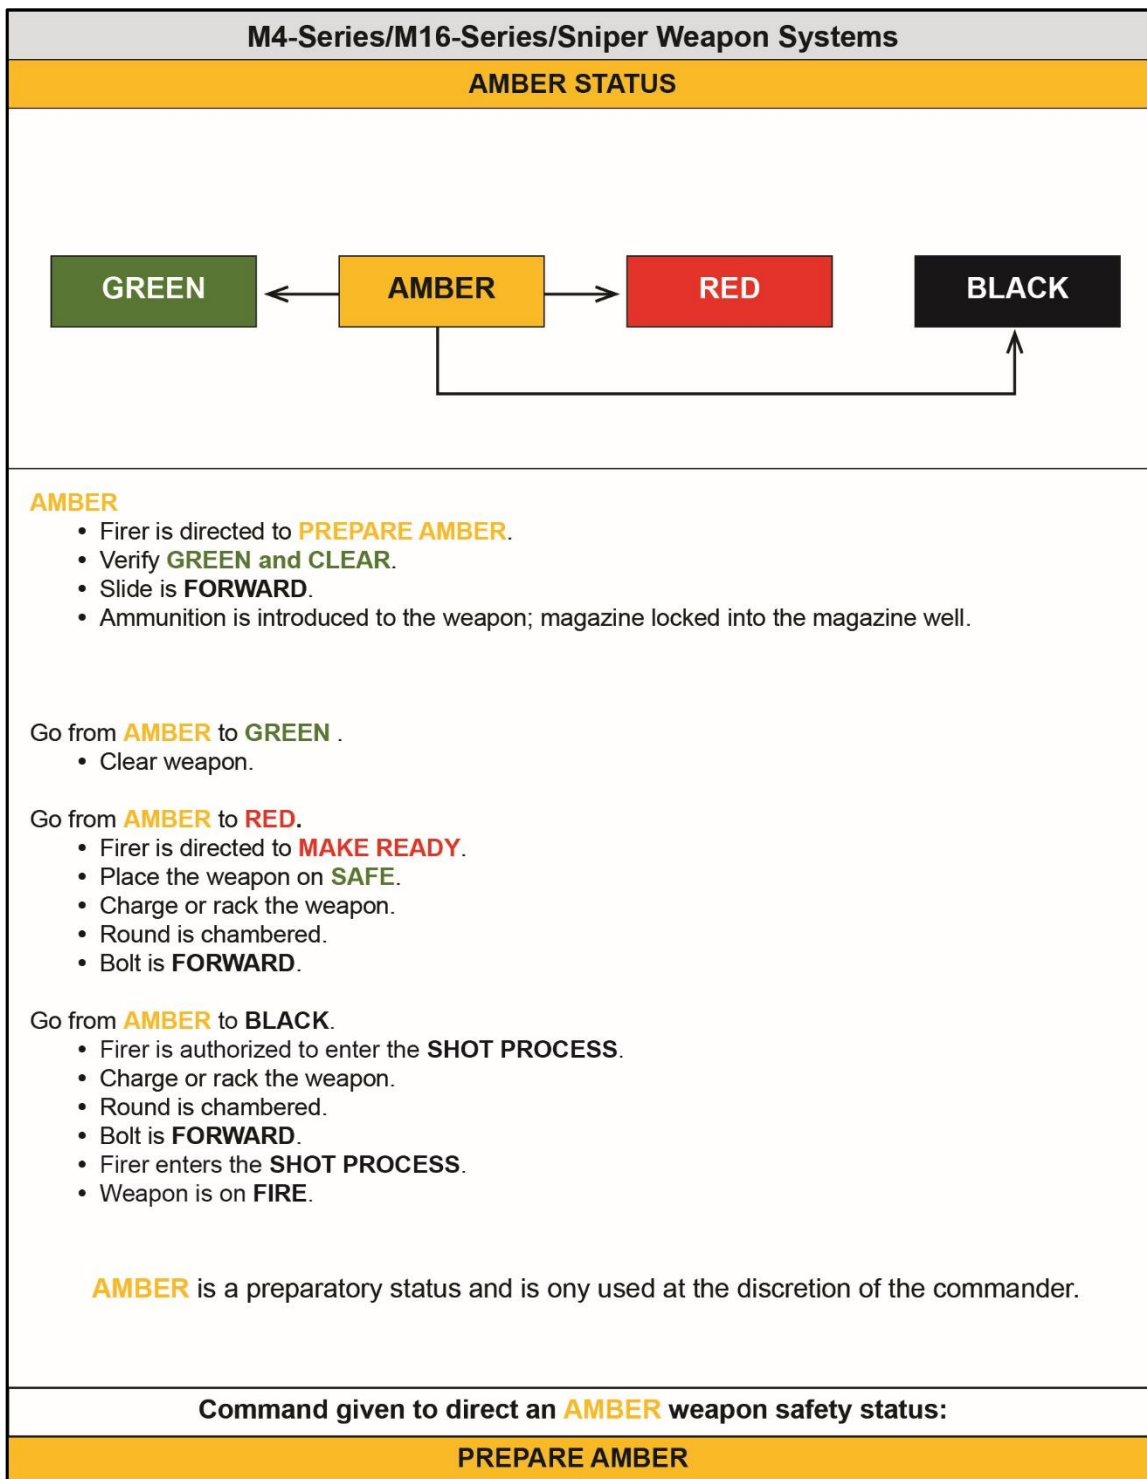 M4-Series/M16-Series/Sniper Weapon Systems
AMBER STATUS
GREEN
AMBER
RED
BLACK
AMBER
• Firer is directed to PREPARE AMBER.
• Verify GREEN and CLEAR.
• Slide is FORWARD.
• Ammunition is introduced to the weapon; magazine locked into the magazine well.
Go from AMBER to GREEN .
• Clear weapon.
Go from AMBER to RED.
• Firer is directed to MAKE READY.
• Place the weapon on SAFE.
• Charge or rack the weapon.
• Round is chambered.
• Bolt is FORWARD.
Go from AMBER to BLACK.
• Firer is authorized to enter the SHOT PROCESS.
• Charge or rack the weapon.
• Round is chambered.
• Bolt is FORWARD.
• Firer enters the SHOT PROCESS.
• Weapon is on FIRE.
AMBER is a preparatory status and is ony used at the discretion of the commander.
Command given to direct an AMBER weapon safety status:
PREPARE AMBER